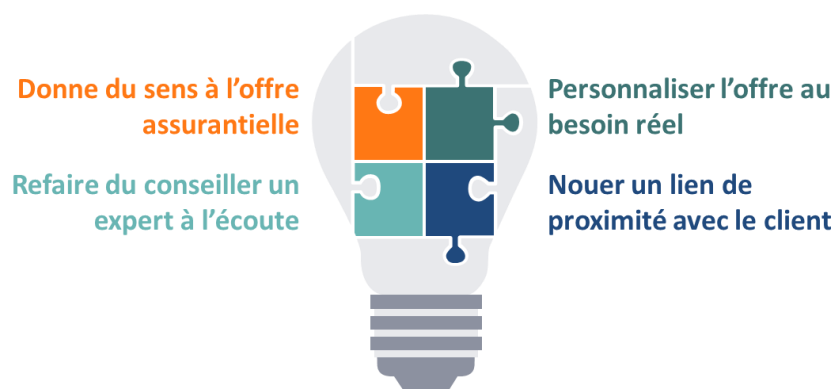 Donne du sens à l’offre
assurantielle
Personnaliser l’offre au
besoin réel
Refaire du conseiller un
expert à l’écoute
Nouer un lien de
proximité avec le client